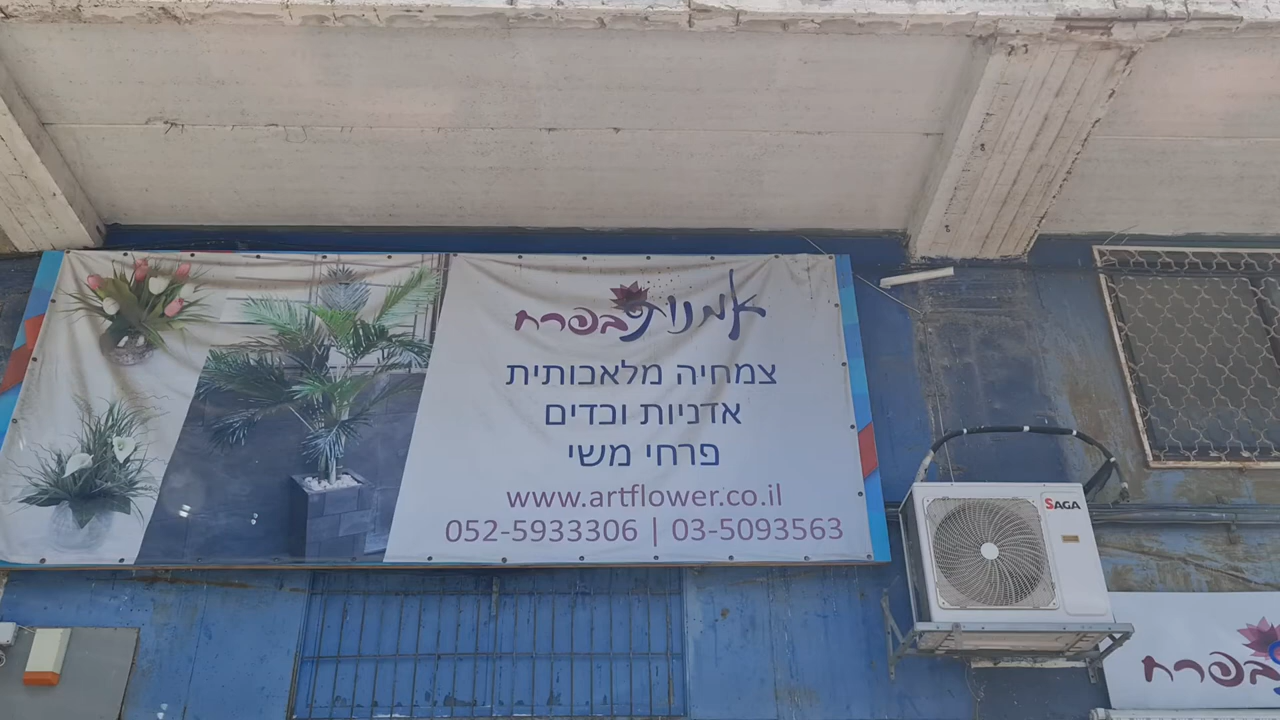 אמנות בפרח
צמחיה מלאכותית
אדניות וכדים
פרחי משי
www.artflower.co.il
052-5933306 | 03-5093563
SAGA
בפרח